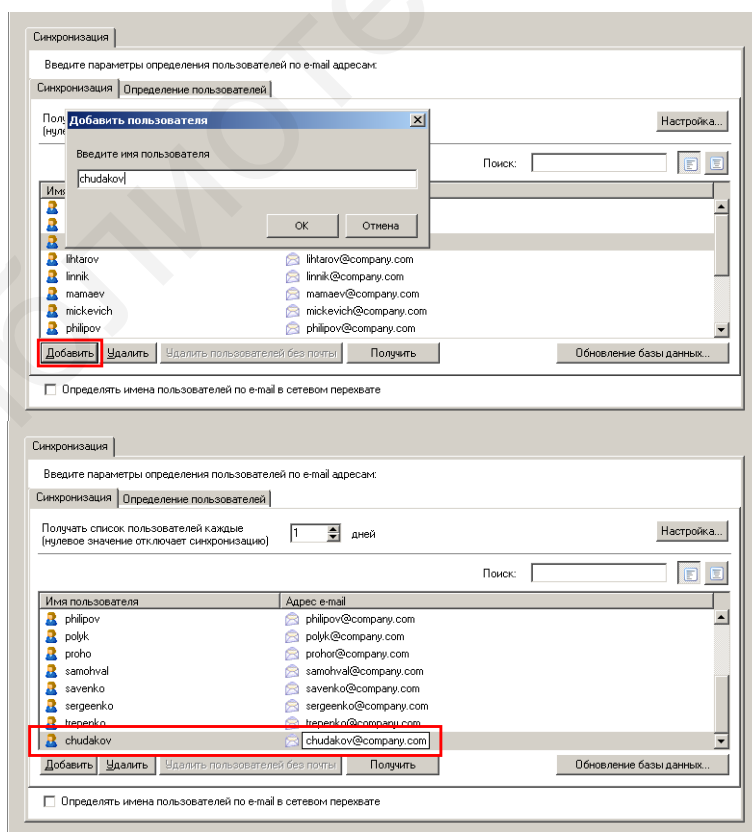 Синхронизация
Введите параметры определения пользователей по e-mail адресам:
Синхронизация Определение пользователей
Добавить пользователя
Настройка...
Введите имя пользователя
chudakov
Поиск:
OK Отмена
lihtarov lihtarov@company.com
linnik linnik@company.com
mamaev mamaev@company.com
mickevich mickevich@company.com
philipov philipov@company.com
Добавить Удалить Удалить пользователей без почты Получить Обновление базы данных...
Определять имена пользователей по e-mail в сетевом перехвате
Синхронизация
Введите параметры определения пользователей по e-mail адресам:
Синхронизация Определение пользователей
Получать список пользователей каждые 1 дней Настройка...
(нулевое значение отключает синхронизацию)
Поиск:
Имя пользователя Адрес e-mail
philipov philipov@company.com
polyk polyk@company.com
proho prohor@company.com
samohval samohval@company.com
savenko savenko@company.com
sergeenko sergeenko@company.com
trepenko trepenko@company.com
chudakov chudakov@company.com
Добавить Удалить Удалить пользователей без почты Получить Обновление базы данных...
Определять имена пользователей по e-mail в сетевом перехвате